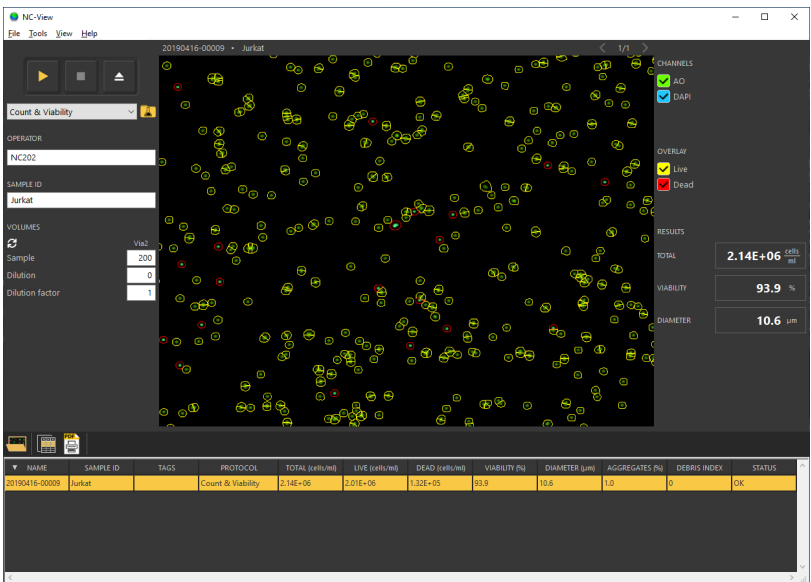 NC-View
File Tools View Help
20190416-00009 • Jurkat
1/1
Count & Viability
OPERATOR
NC202
SAMPLE ID
Jurkat
VOLUMES
Via2
Sample 200
Dilution 0
Dilution factor 1
CHANNELS
AO
DAPI
OVERLAY
Live
Dead
RESULTS
TOTAL 2.14E+06 cells/ml
VIABILITY 93.9 %
DIAMETER 10.6 µm
PDF
NAME SAMPLE ID TAGS PROTOCOL TOTAL (cells/ml) LIVE (cells/ml) DEAD (cells/ml) VIABILITY (%) DIAMETER (µm) AGGREGATES (%) DEBRIS INDEX STATUS
20190416-00009 Jurkat Count & Viability 2.14E+06 2.01E+06 1.32E+05 93.9 10.6 1.0 0 OK